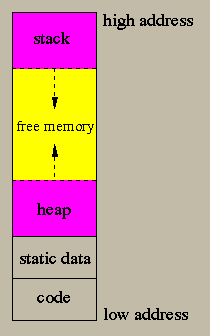 high address
stack
free memory
heap
static data
code
low address